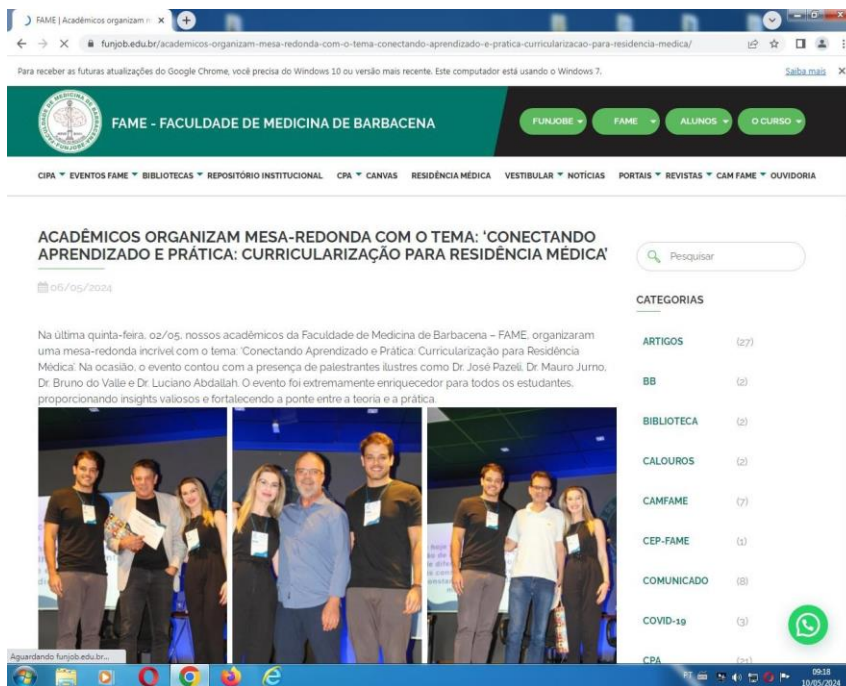 FAME | Acadêmicos organizam m
funjob.edu.br/academicos-organizam-mesa-redonda-com-o-tema-conectando-aprendizado-e-pratica-curricularizacao-para-residencia-medica/
Para receber as futuras atualizações do Google Chrome, você precisa do Windows 10 ou versão mais recente. Este computador está usando o Windows 7.
Saiba mais
FAME - FACULDADE DE MEDICINA DE BARBACENA
FUNJOBE
FAME
ALUNOS
O CURSO
CIPA EVENTOS FAME BIBLIOTECAS REPOSITÓRIO INSTITUCIONAL CPA CANVAS RESIDÊNCIA MÉDICA VESTIBULAR NOTÍCIAS PORTAIS REVISTAS CAM FAME OUVIDORIA
ACADÊMICOS ORGANIZAM MESA-REDONDA COM O TEMA: ‘CONECTANDO
APRENDIZADO E PRÁTICA: CURRICULARIZAÇÃO PARA RESIDÊNCIA MÉDICA’
06/05/2024
Na última quinta-feira, 02/05, nossos acadêmicos da Faculdade de Medicina de Barbacena – FAME, organizaram
uma mesa-redonda incrível com o tema: ‘Conectando Aprendizado e Prática: Curricularização para Residência
Médica’. Na ocasião, o evento contou com a presença de palestrantes ilustres como Dr. José Pazeli, Dr. Mauro Jurno,
Dr. Bruno do Valle e Dr. Luciano Abdallah. O evento foi extremamente enriquecedor para todos os estudantes,
proporcionando insights valiosos e fortalecendo a ponte entre a teoria e a prática.
Pesquisar
CATEGORIAS
ARTIGOS (27)
BB (2)
BIBLIOTECA (2)
CALOUROS (2)
CAMFAME (7)
CEP-FAME (1)
COMUNICADO (8)
COVID-19 (3)
CPA (21)
Aguardando funjob.edu.br...
PT
09:18
10/05/2024